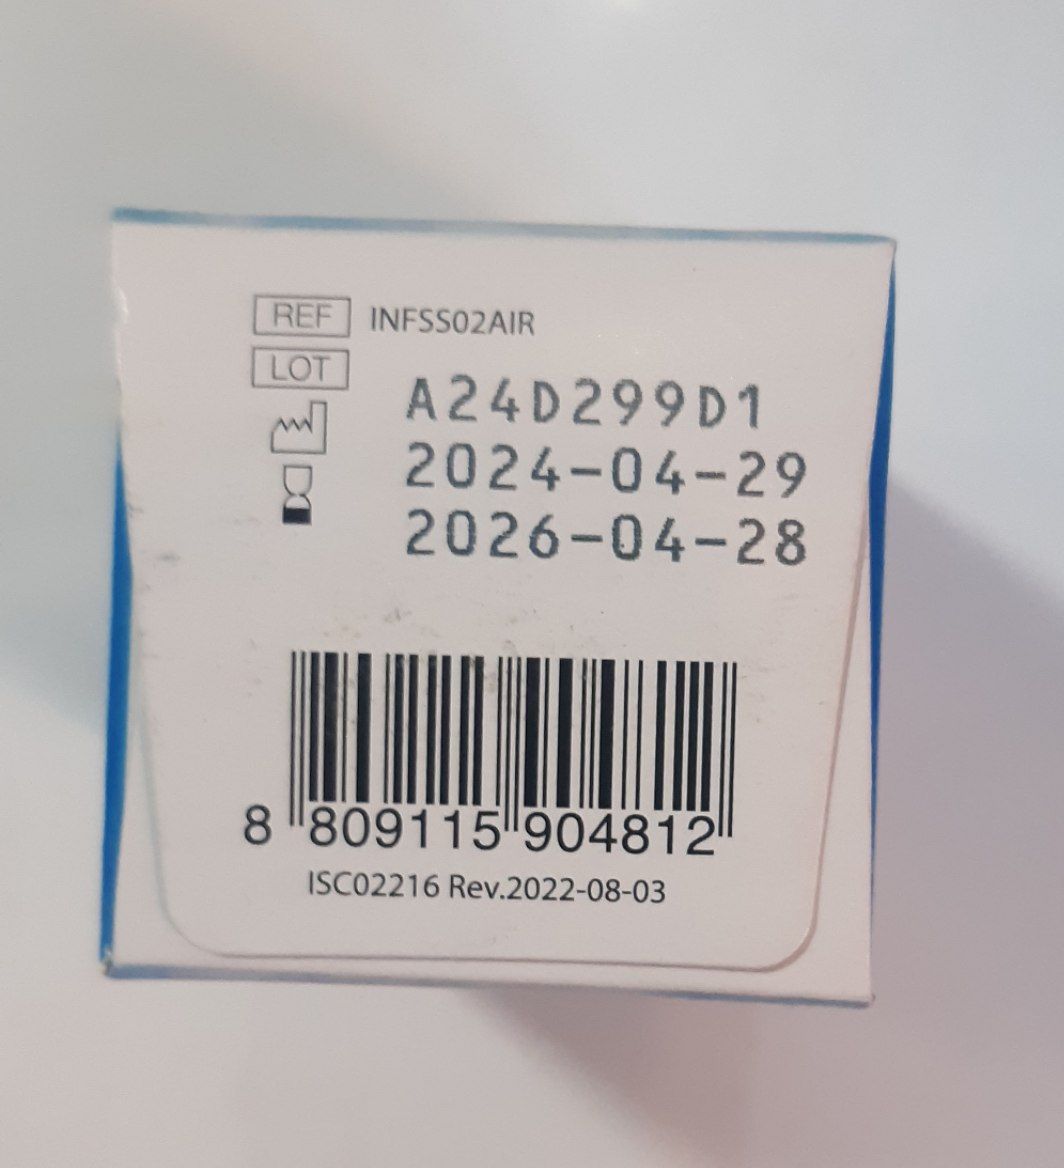 REF INFSS02AIR
LOT A24D299D1
2024-04-29
2026-04-28
8 809115 904812
ISC02216 Rev.2022-08-03